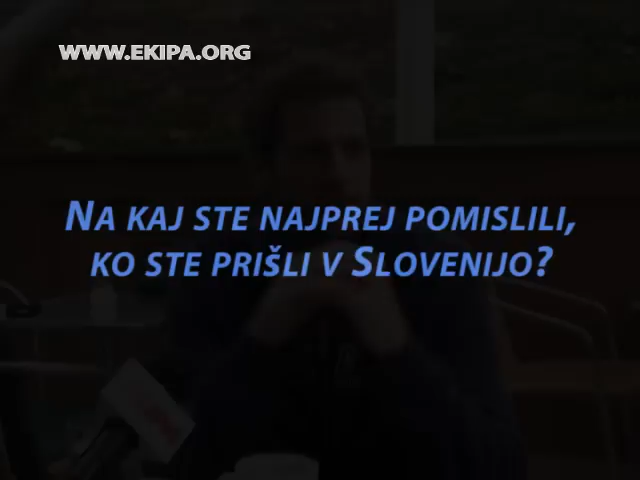 WWW.EKIPA.ORG
NA KAJ STE NAJPREJ POMISLILI,
KO STE PRIŠLI V SLOVENIJO?